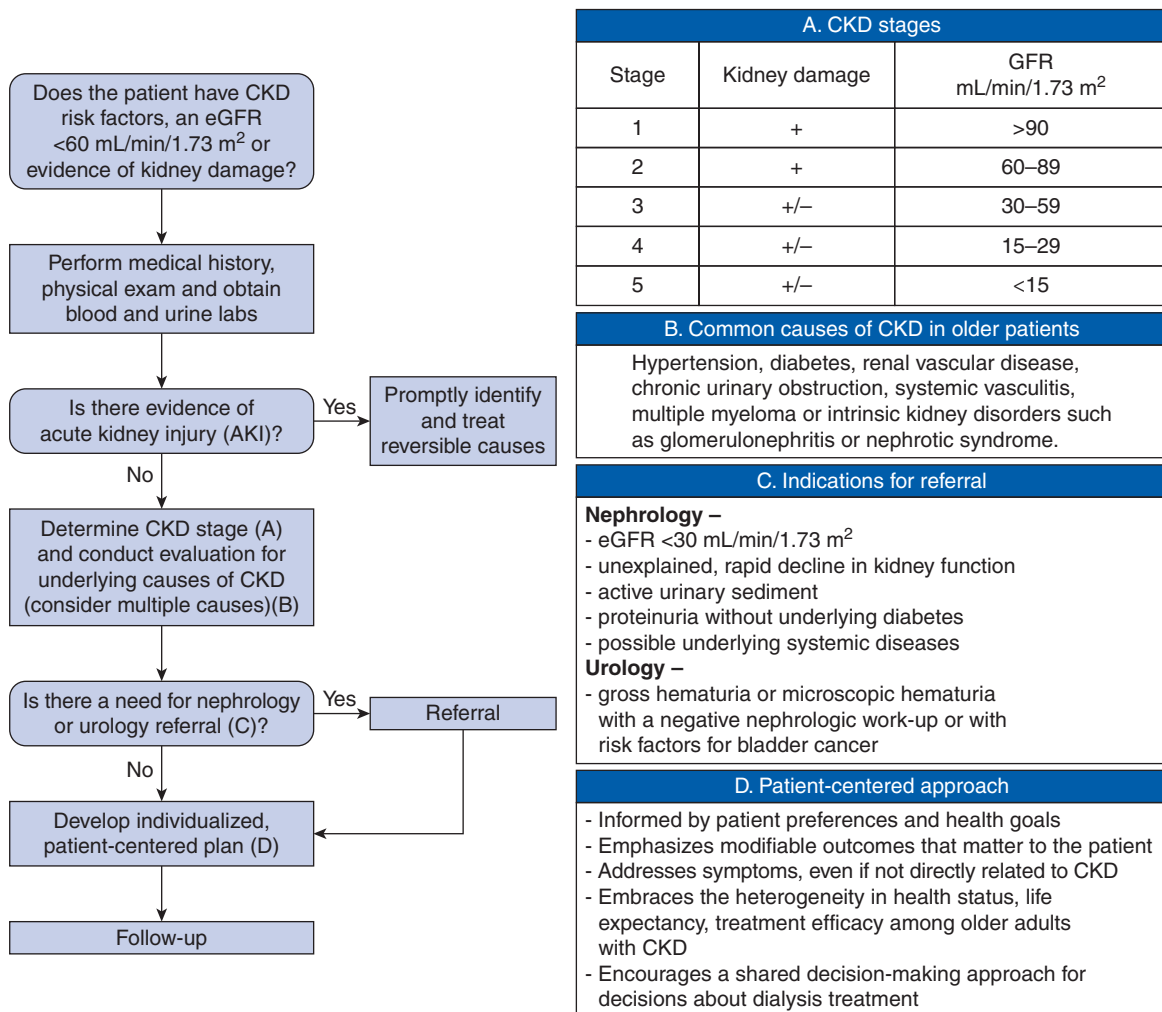 Does the patient have CKD
risk factors, an eGFR
<60 mL/min/1.73 m² or
evidence of kidney damage?
Perform medical history,
physical exam and obtain
blood and urine labs
Is there evidence of
acute kidney injury (AKI)?
Yes
Promptly identify
and treat
reversible causes
No
Determine CKD stage (A)
and conduct evaluation for
underlying causes of CKD
(consider multiple causes)(B)
Is there a need for nephrology
or urology referral (C)?
Yes
Referral
No
Develop individualized,
patient-centered plan (D)
Follow-up
A. CKD stages
Stage Kidney damage GFR
mL/min/1.73 m²
1 + >90
2 + 60–89
3 +/– 30–59
4 +/– 15–29
5 +/– <15
B. Common causes of CKD in older patients
Hypertension, diabetes, renal vascular disease,
chronic urinary obstruction, systemic vasculitis,
multiple myeloma or intrinsic kidney disorders such
as glomerulonephritis or nephrotic syndrome.
C. Indications for referral
Nephrology –
- eGFR <30 mL/min/1.73 m²
- unexplained, rapid decline in kidney function
- active urinary sediment
- proteinuria without underlying diabetes
- possible underlying systemic diseases
Urology –
- gross hematuria or microscopic hematuria
with a negative nephrologic work-up or with
risk factors for bladder cancer
D. Patient-centered approach
- Informed by patient preferences and health goals
- Emphasizes modifiable outcomes that matter to the patient
- Addresses symptoms, even if not directly related to CKD
- Embraces the heterogeneity in health status, life
expectancy, treatment efficacy among older adults
with CKD
- Encourages a shared decision-making approach for
decisions about dialysis treatment